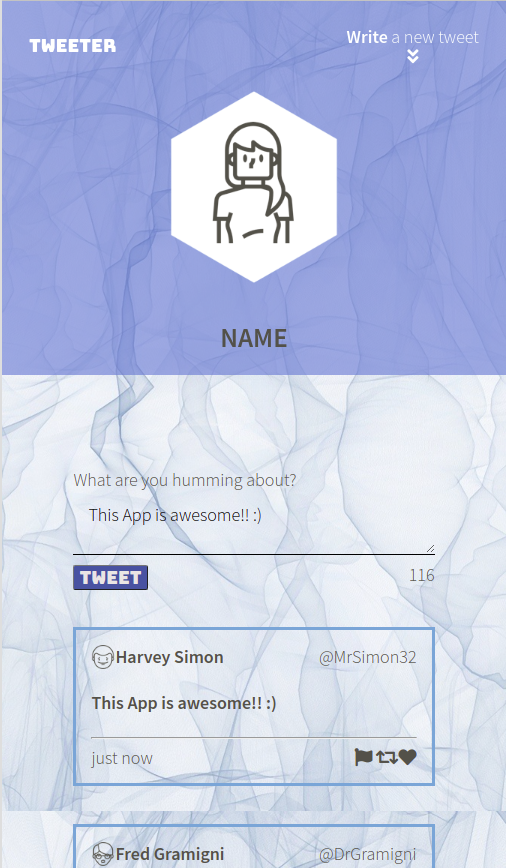 TWEETER
Write a new tweet
NAME
What are you humming about?
This App is awesome!! :)
TWEET 116
Harvey Simon @MrSimon32
This App is awesome!! :)
just now
Fred Gramigni @DrGramigni